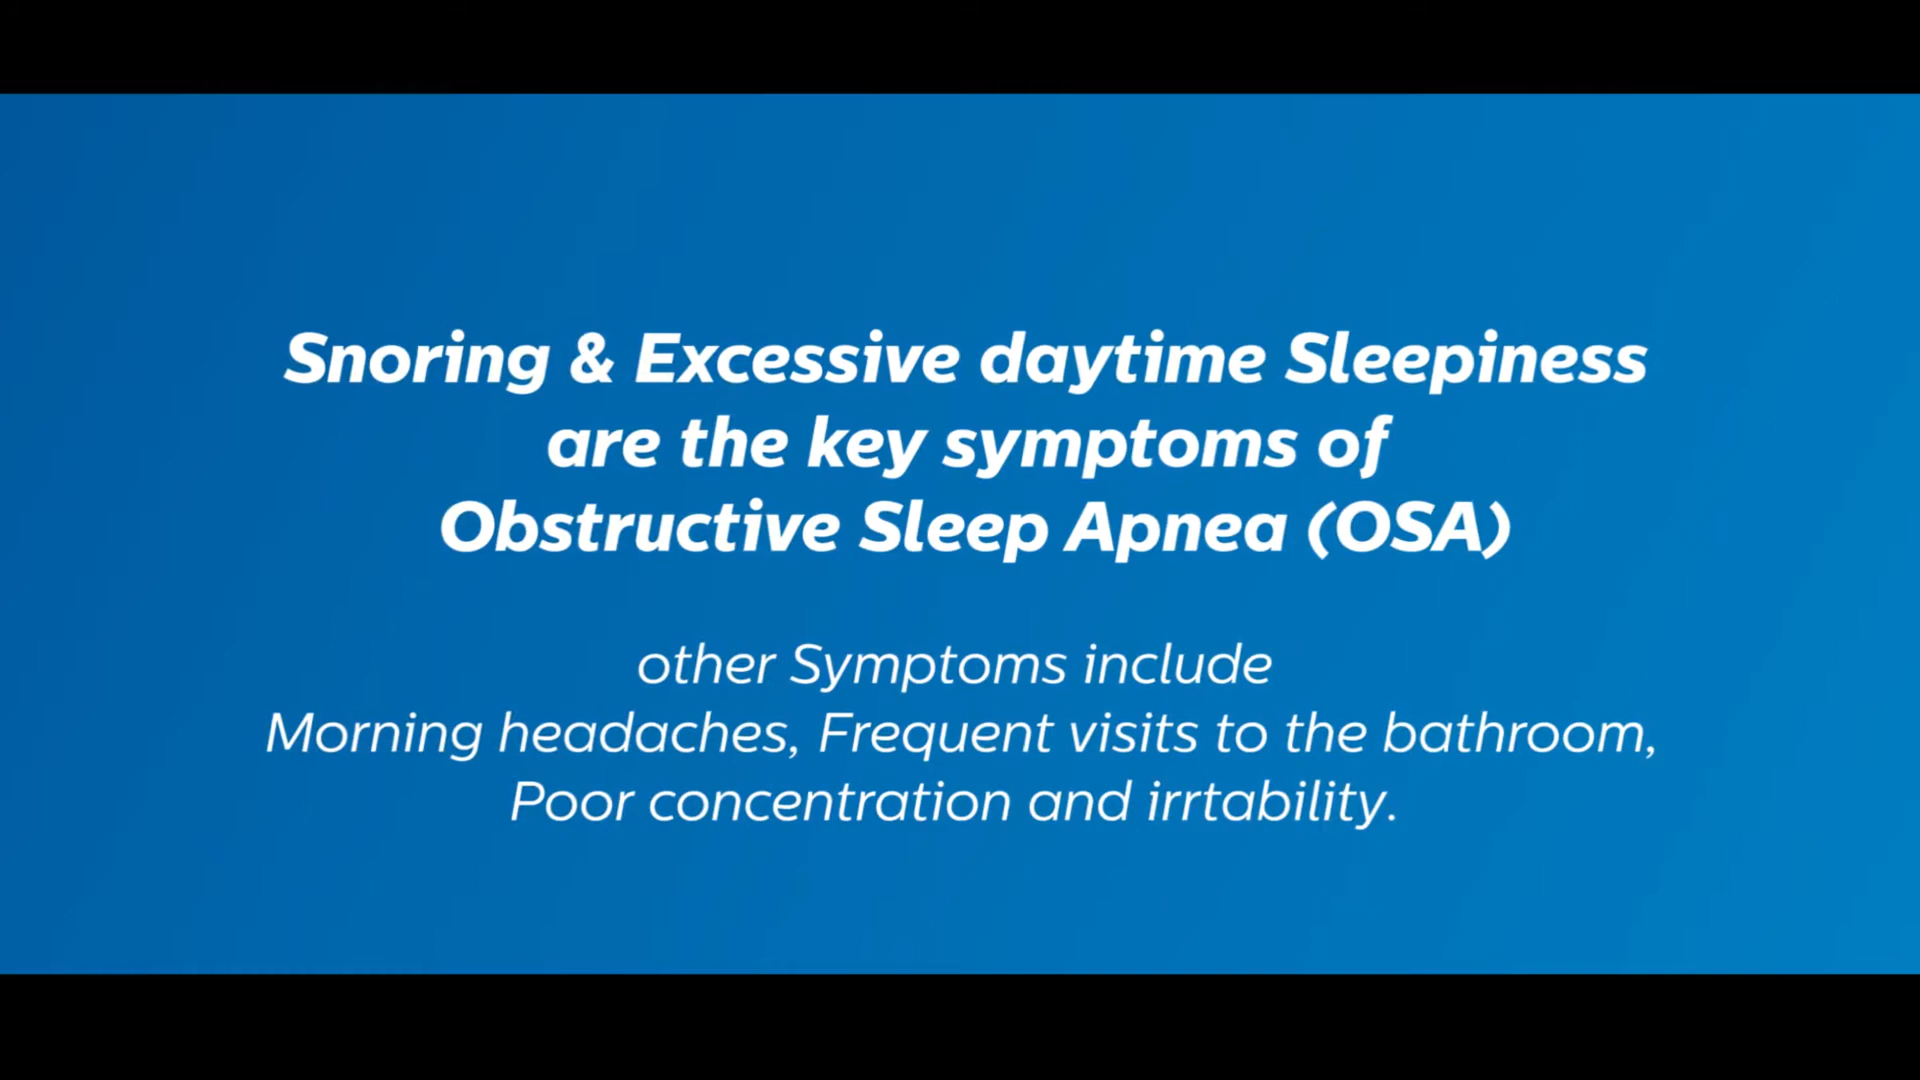 Snoring & Excessive daytime Sleepiness
are the key symptoms of
Obstructive Sleep Apnea (OSA)
other Symptoms include
Morning headaches, Frequent visits to the bathroom,
Poor concentration and irrtability.